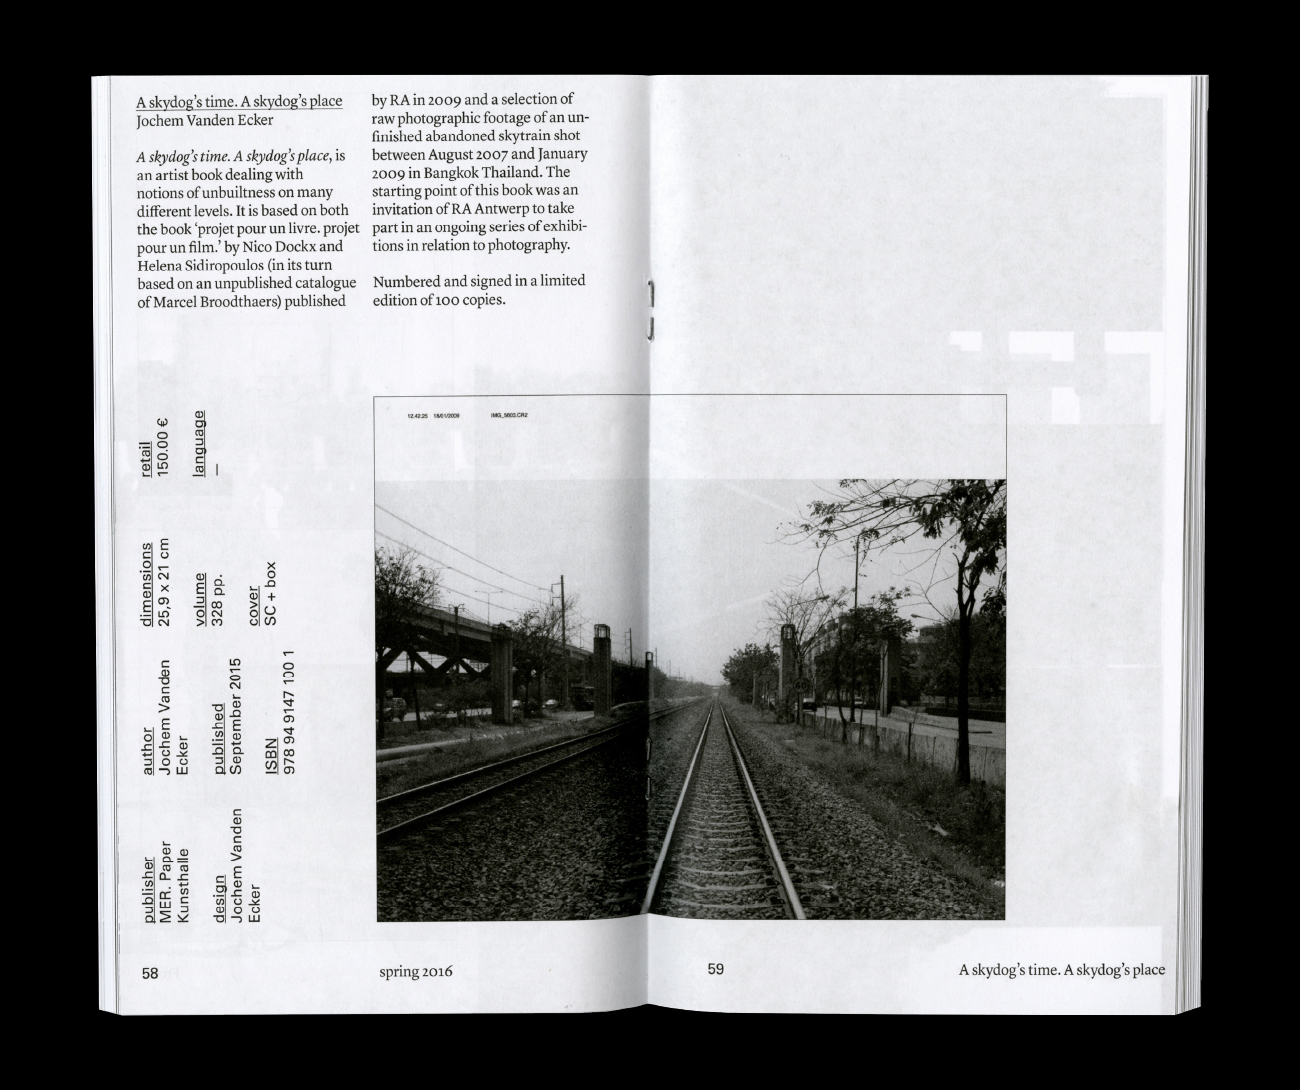 A skydog's time. A skydog's place
Jochem Vanden Ecker
A skydog's time. A skydog's place, is
an artist book dealing with
notions of unbuiltness on many
different levels. It is based on both
the book ‘projet pour un livre. projet
pour un film.’ by Nico Dockx and
Helena Sidiropoulos (in its turn
based on an unpublished catalogue
of Marcel Broodthaers) published
by RA in 2009 and a selection of
raw photographic footage of an un-
finished abandoned skytrain shot
between August 2007 and January
2009 in Bangkok Thailand. The
starting point of this book was an
invitation of RA Antwerp to take
part in an ongoing series of exhibi-
tions in relation to photography.
Numbered and signed in a limited
edition of 100 copies.
publisher
MER. Paper
Kunsthalle
design
Jochem Vanden
Ecker
author
Jochem Vanden
Ecker
published
September 2015
ISBN
978 94 9147 100 1
dimensions
25,9 x 21 cm
volume
328 pp.
cover
SC + box
retail
150.00 €
language
—
12.42:25 18/01/2009 IMG_5603.CR2
58
spring 2016
59
A skydog's time. A skydog's place